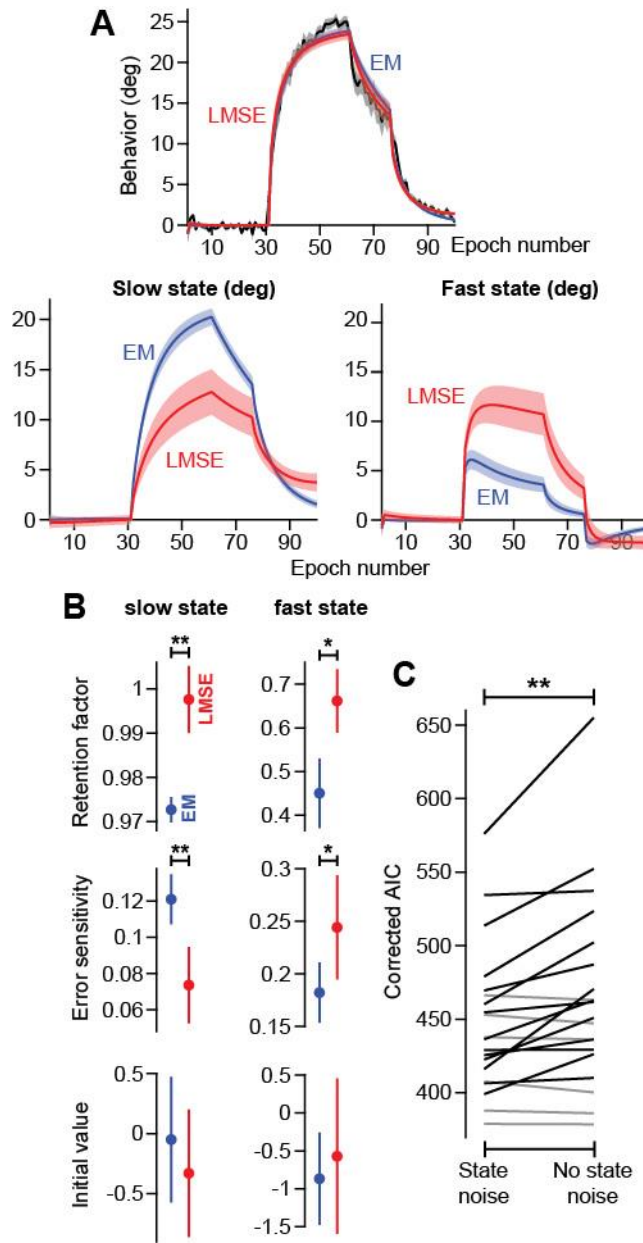 A
Behavior (deg)
25
20
15
10
5
0
EM
LMSE
10 30 50 70 90
Epoch number
Slow state (deg)
Fast state (deg)
20
15
10
5
0
EM
LMSE
10 30 50 70 90
20
15
10
5
0
LMSE
EM
10 30 50 70 90
Epoch number
B
slow state
fast state
Retention factor
**
1
0.99
0.98
0.97
LMSE
EM
*
0.7
0.6
0.5
0.4
Error sensitivity
**
0.12
0.1
0.08
0.06
*
0.3
0.25
0.2
0.15
Initial value
0.5
0
-0.5
0.5
0
-0.5
-1
-1.5
C
**
Corrected AIC
650
600
550
500
450
400
State noise
No state noise